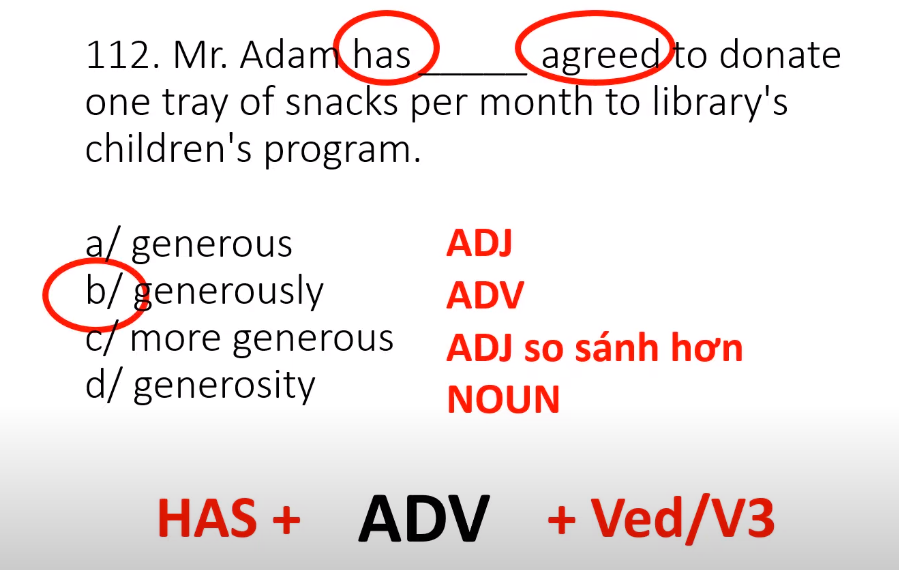 112. Mr. Adam has _____ agreed to donate
one tray of snacks per month to library's
children's program.
a/ generous ADJ
b/ generously ADV
c/ more generous ADJ so sánh hơn
d/ generosity NOUN
HAS + ADV + Ved/V3